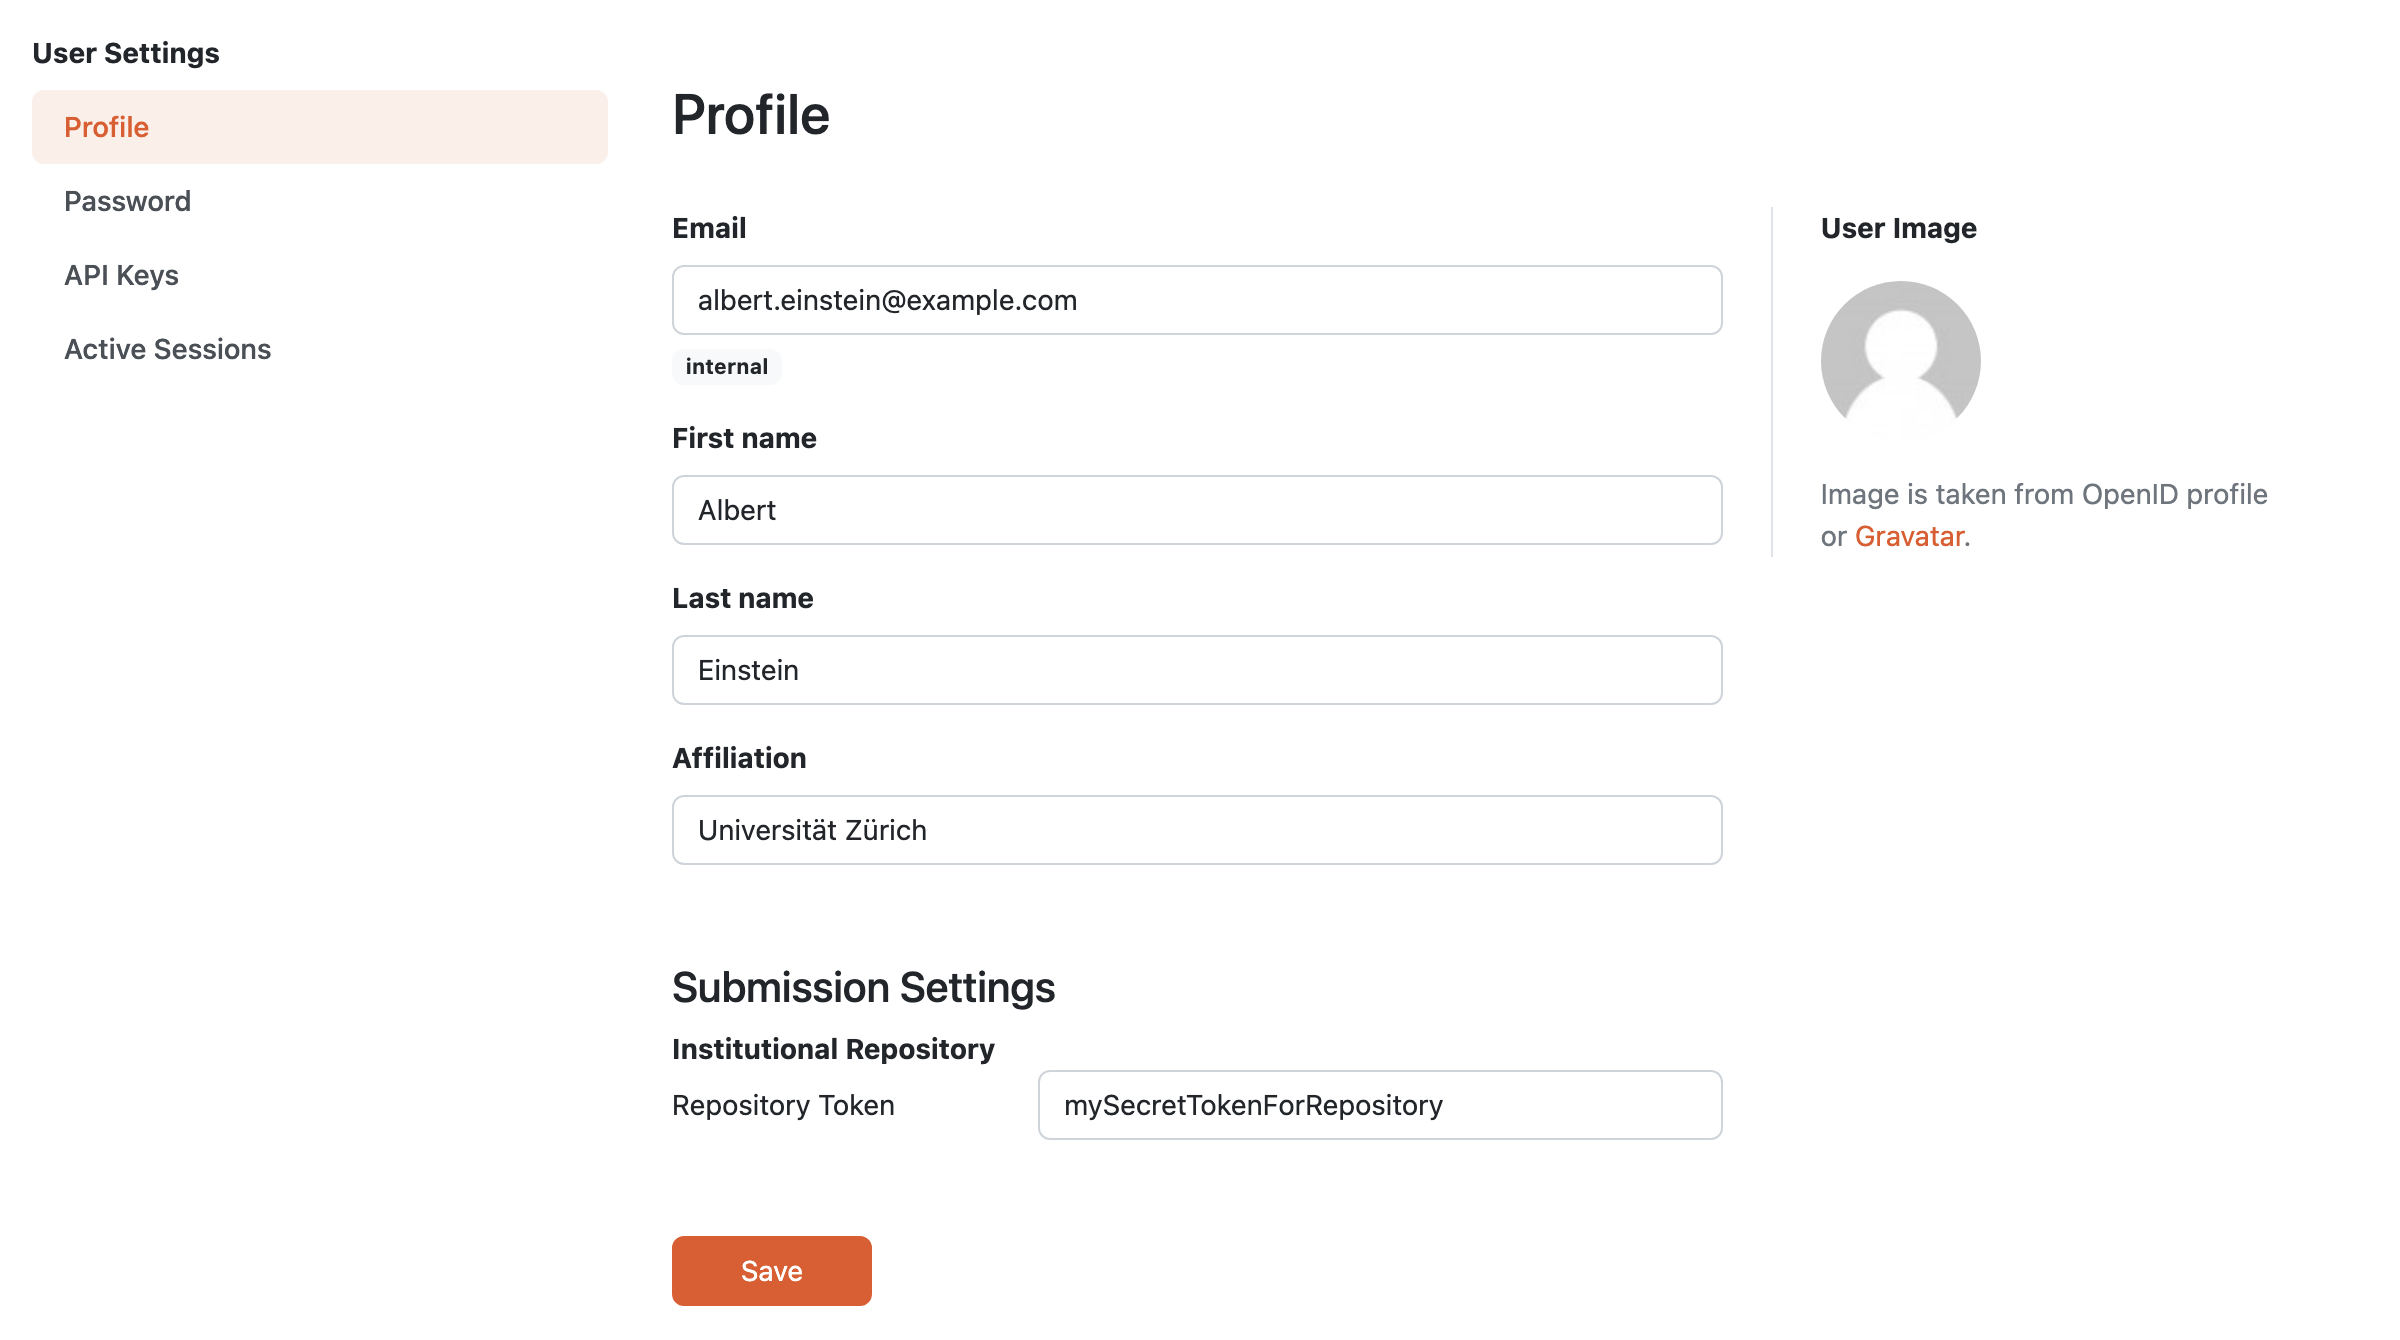 User Settings
Profile
Password
API Keys
Active Sessions
Profile
Email
albert.einstein@example.com
internal
First name
Albert
Last name
Einstein
Affiliation
Universität Zürich
User Image
Image is taken from OpenID profile
or Gravatar.
Submission Settings
Institutional Repository
Repository Token
mySecretTokenForRepository
Save